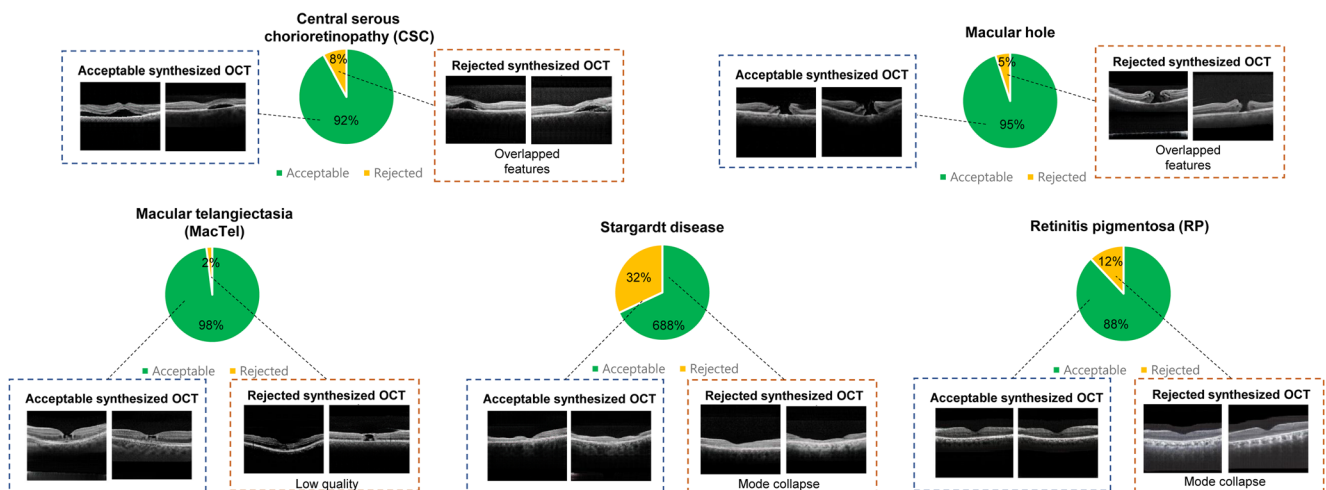 Central serous
chorioretinopathy (CSC)
8%
92%
Acceptable synthesized OCT
Rejected synthesized OCT
Overlapped
features
Acceptable Rejected
Macular hole
5%
95%
Acceptable synthesized OCT
Rejected synthesized OCT
Overlapped
features
Acceptable Rejected
Macular telangiectasia
(MacTel)
2%
98%
Acceptable Rejected
Acceptable synthesized OCT
Rejected synthesized OCT
Low quality
Stargardt disease
32%
688%
Acceptable Rejected
Acceptable synthesized OCT
Rejected synthesized OCT
Mode collapse
Retinitis pigmentosa (RP)
12%
88%
Acceptable Rejected
Acceptable synthesized OCT
Rejected synthesized OCT
Mode collapse